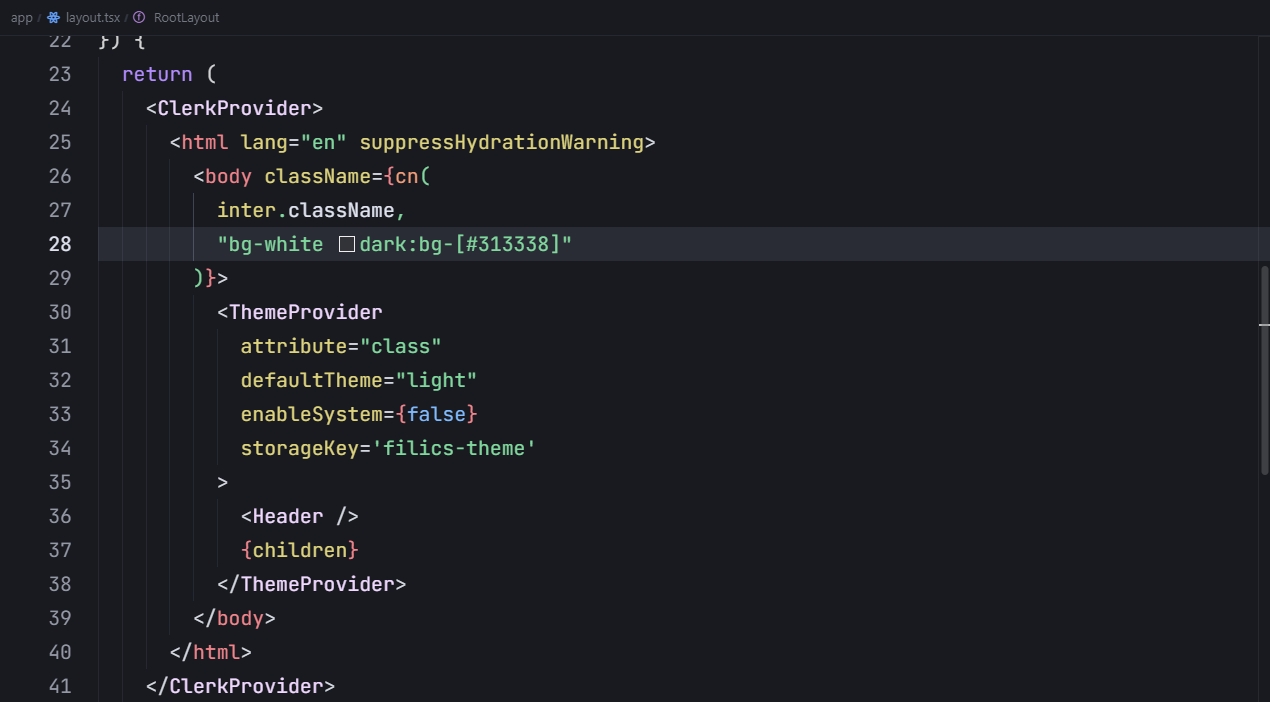 app / layout.tsx / RootLayout
22 }) {
23 return (
24 <ClerkProvider>
25 <html lang="en" suppressHydrationWarning>
26 <body className={cn(
27 inter.className,
28 "bg-white dark:bg-[#313338]"
29 )}>
30 <ThemeProvider
31 attribute="class"
32 defaultTheme="light"
33 enableSystem={false}
34 storageKey='filics-theme'
35 >
36 <Header />
37 {children}
38 </ThemeProvider>
39 </body>
40 </html>
41 </ClerkProvider>